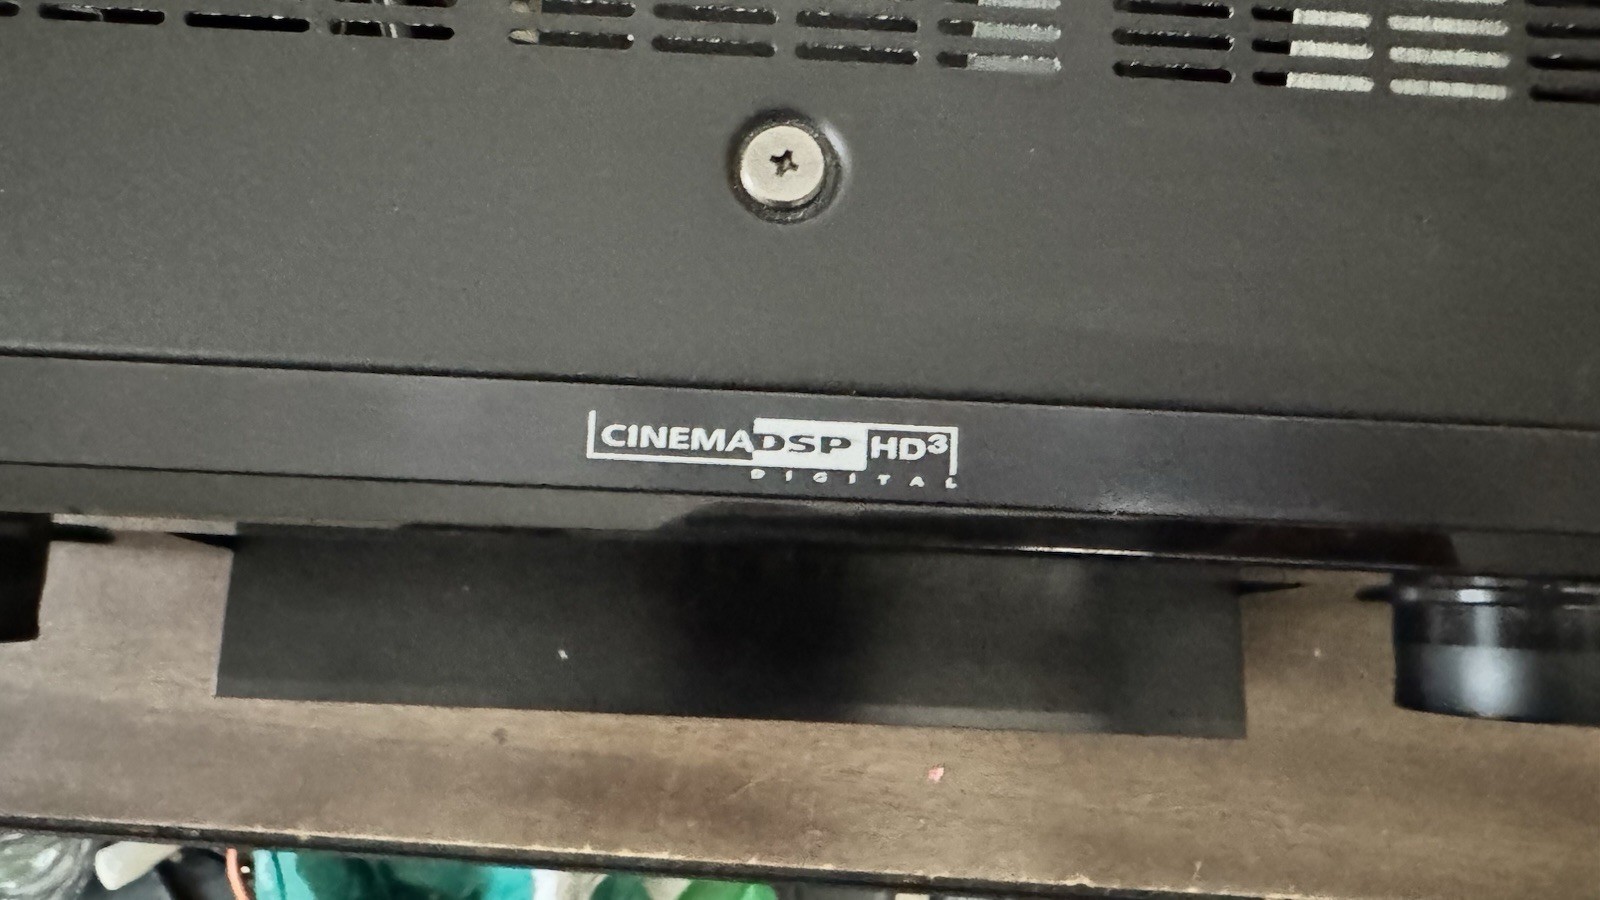 CINEMA DSP HD3
DIGITAL